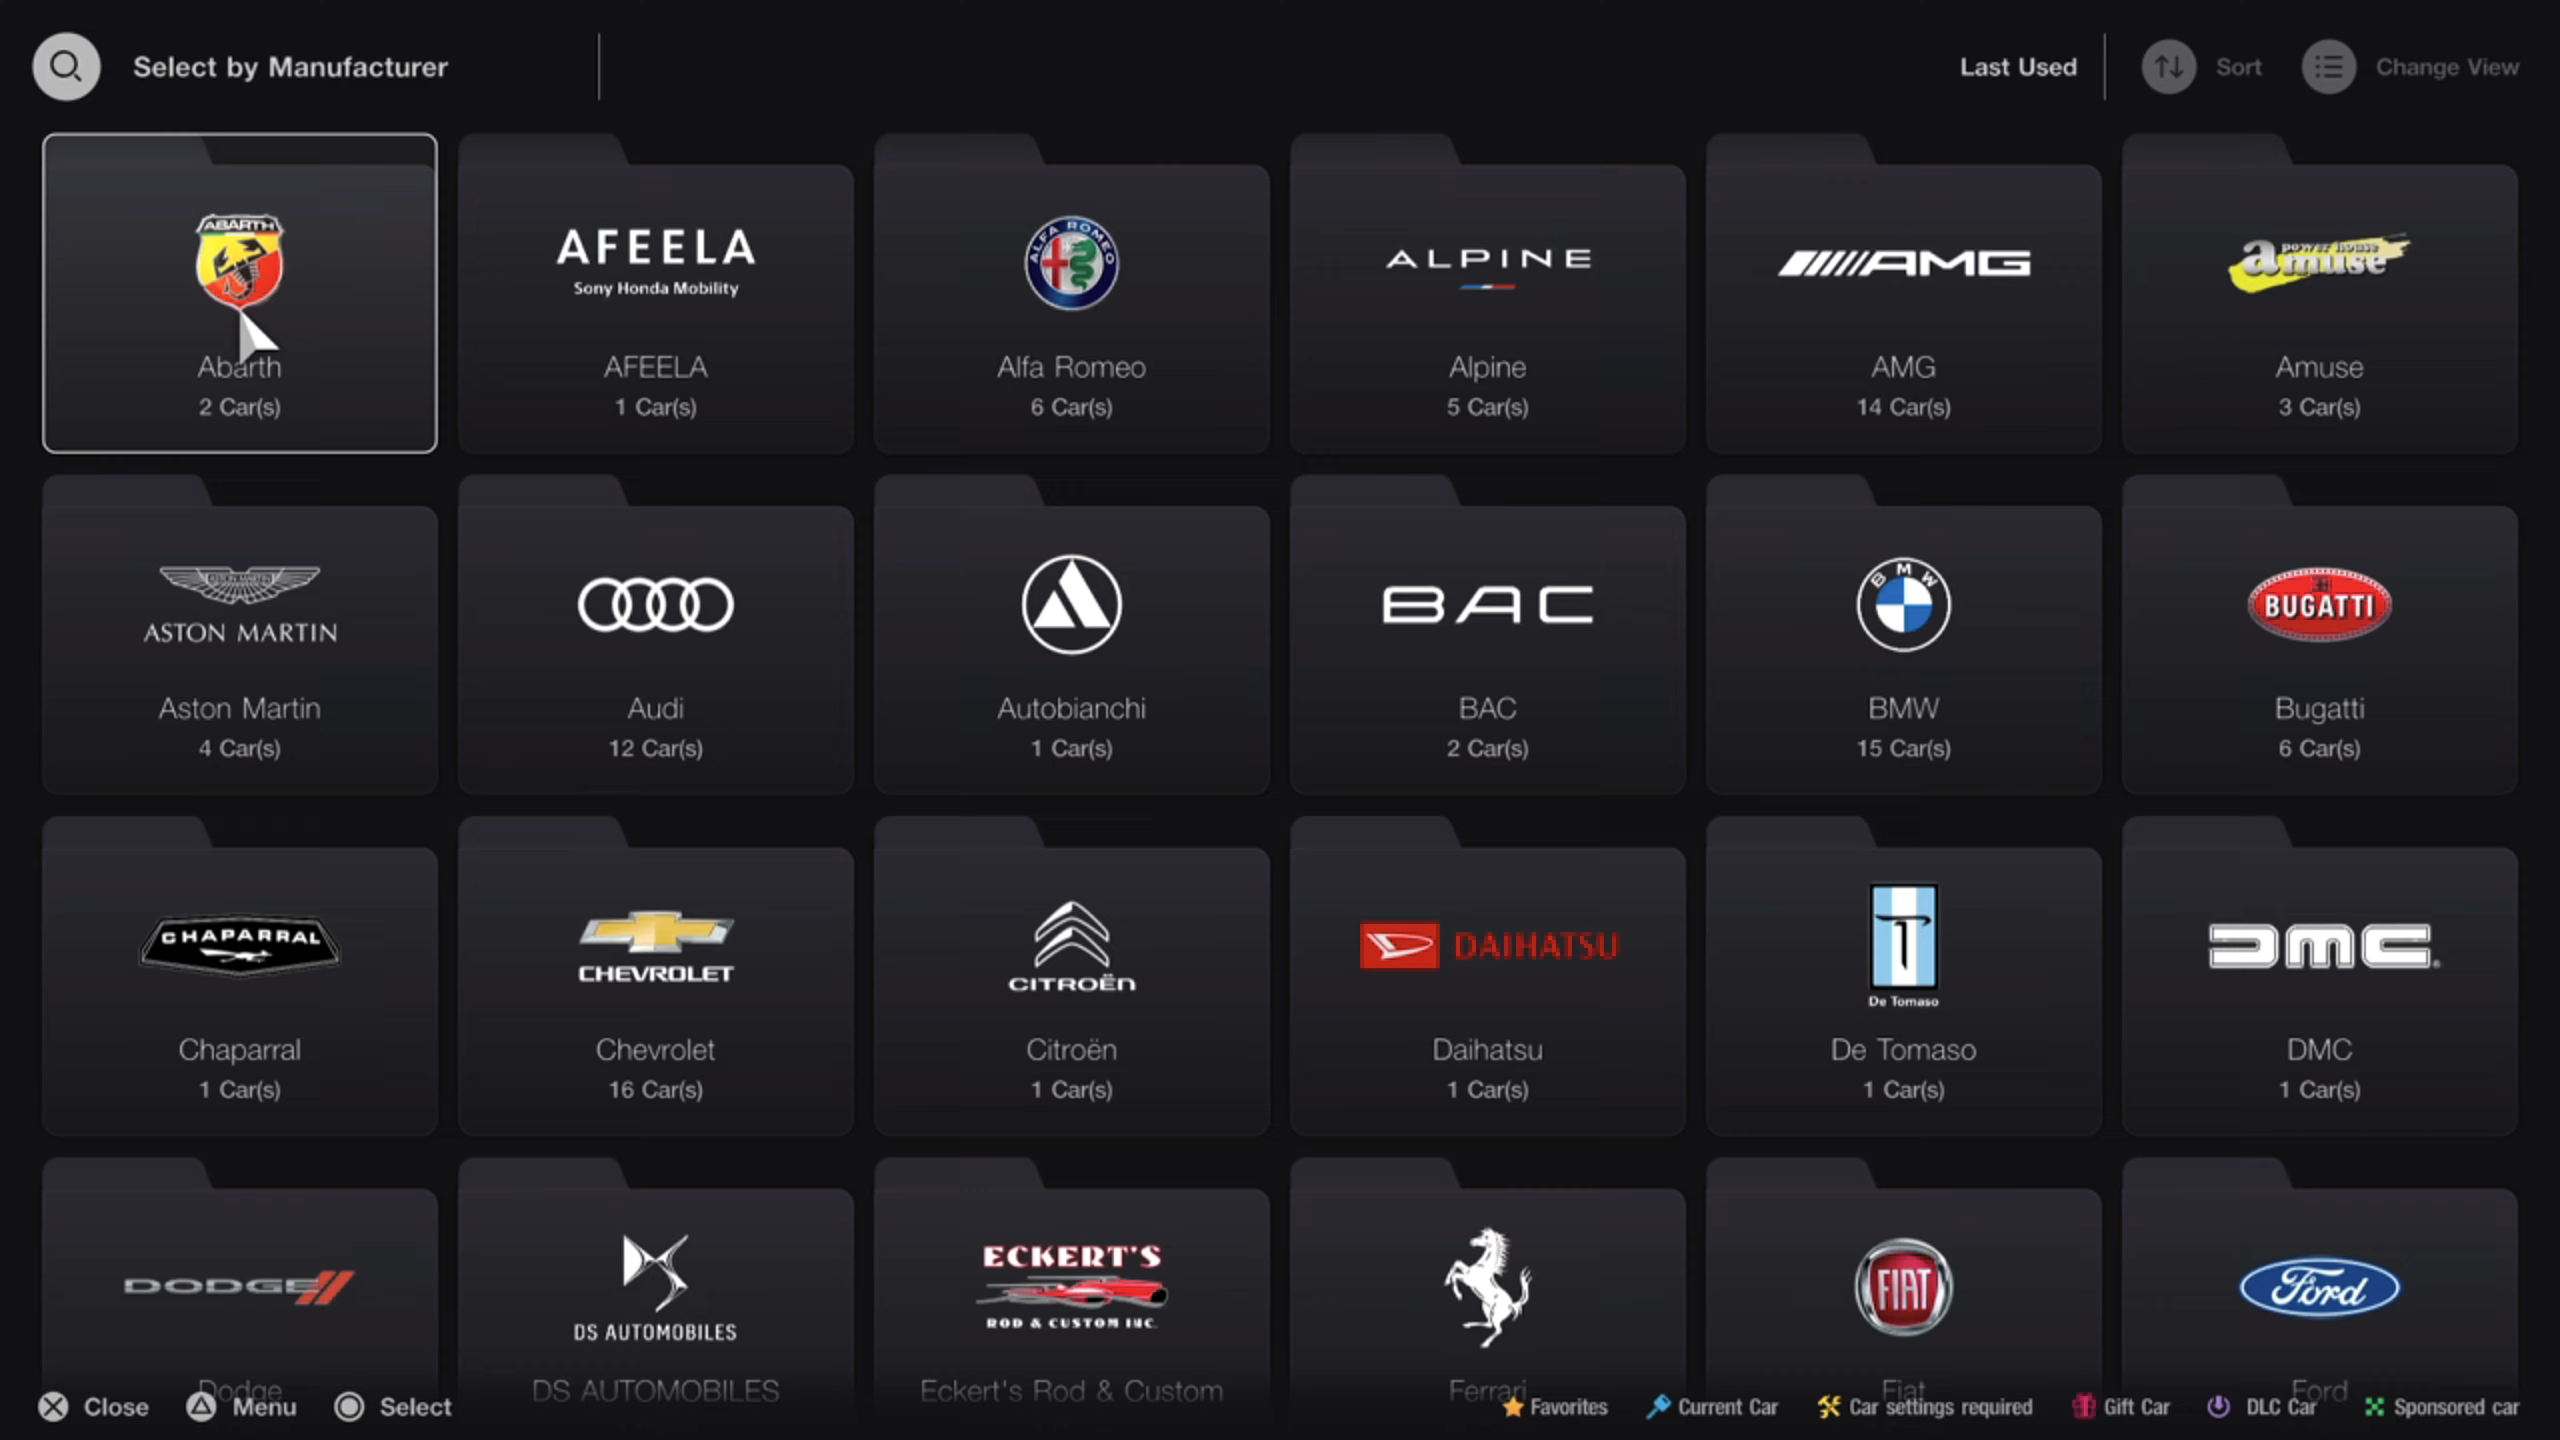 Select by Manufacturer
Last Used
Sort
Change View
ABARTH
AFEELA
Sony Honda Mobility
ALFA ROMEO
ALPINE
AMG
power house
amuse
Abarth
AFEELA
Alfa Romeo
Alpine
AMG
Amuse
2 Car(s)
1 Car(s)
6 Car(s)
5 Car(s)
14 Car(s)
3 Car(s)
ASTON MARTIN
ASTON MARTIN
BAC
BMW
BUGATTI
Aston Martin
Audi
Autobianchi
BAC
BMW
Bugatti
4 Car(s)
12 Car(s)
1 Car(s)
2 Car(s)
15 Car(s)
6 Car(s)
CHAPARRAL
CHEVROLET
CITROËN
DAIHATSU
T
De Tomaso
DMC
Chaparral
Chevrolet
Citroën
Daihatsu
De Tomaso
DMC
1 Car(s)
16 Car(s)
1 Car(s)
1 Car(s)
1 Car(s)
1 Car(s)
DODGE
DS AUTOMOBILES
ECKERT'S
ROD & CUSTOM INC.
FIAT
Ford
Dodge
DS AUTOMOBILES
Eckert's Rod & Custom
Ferrari
Fiat
Ford
Close
Menu
Select
Favorites
Current Car
Car settings required
Gift Car
DLC Car
Sponsored car